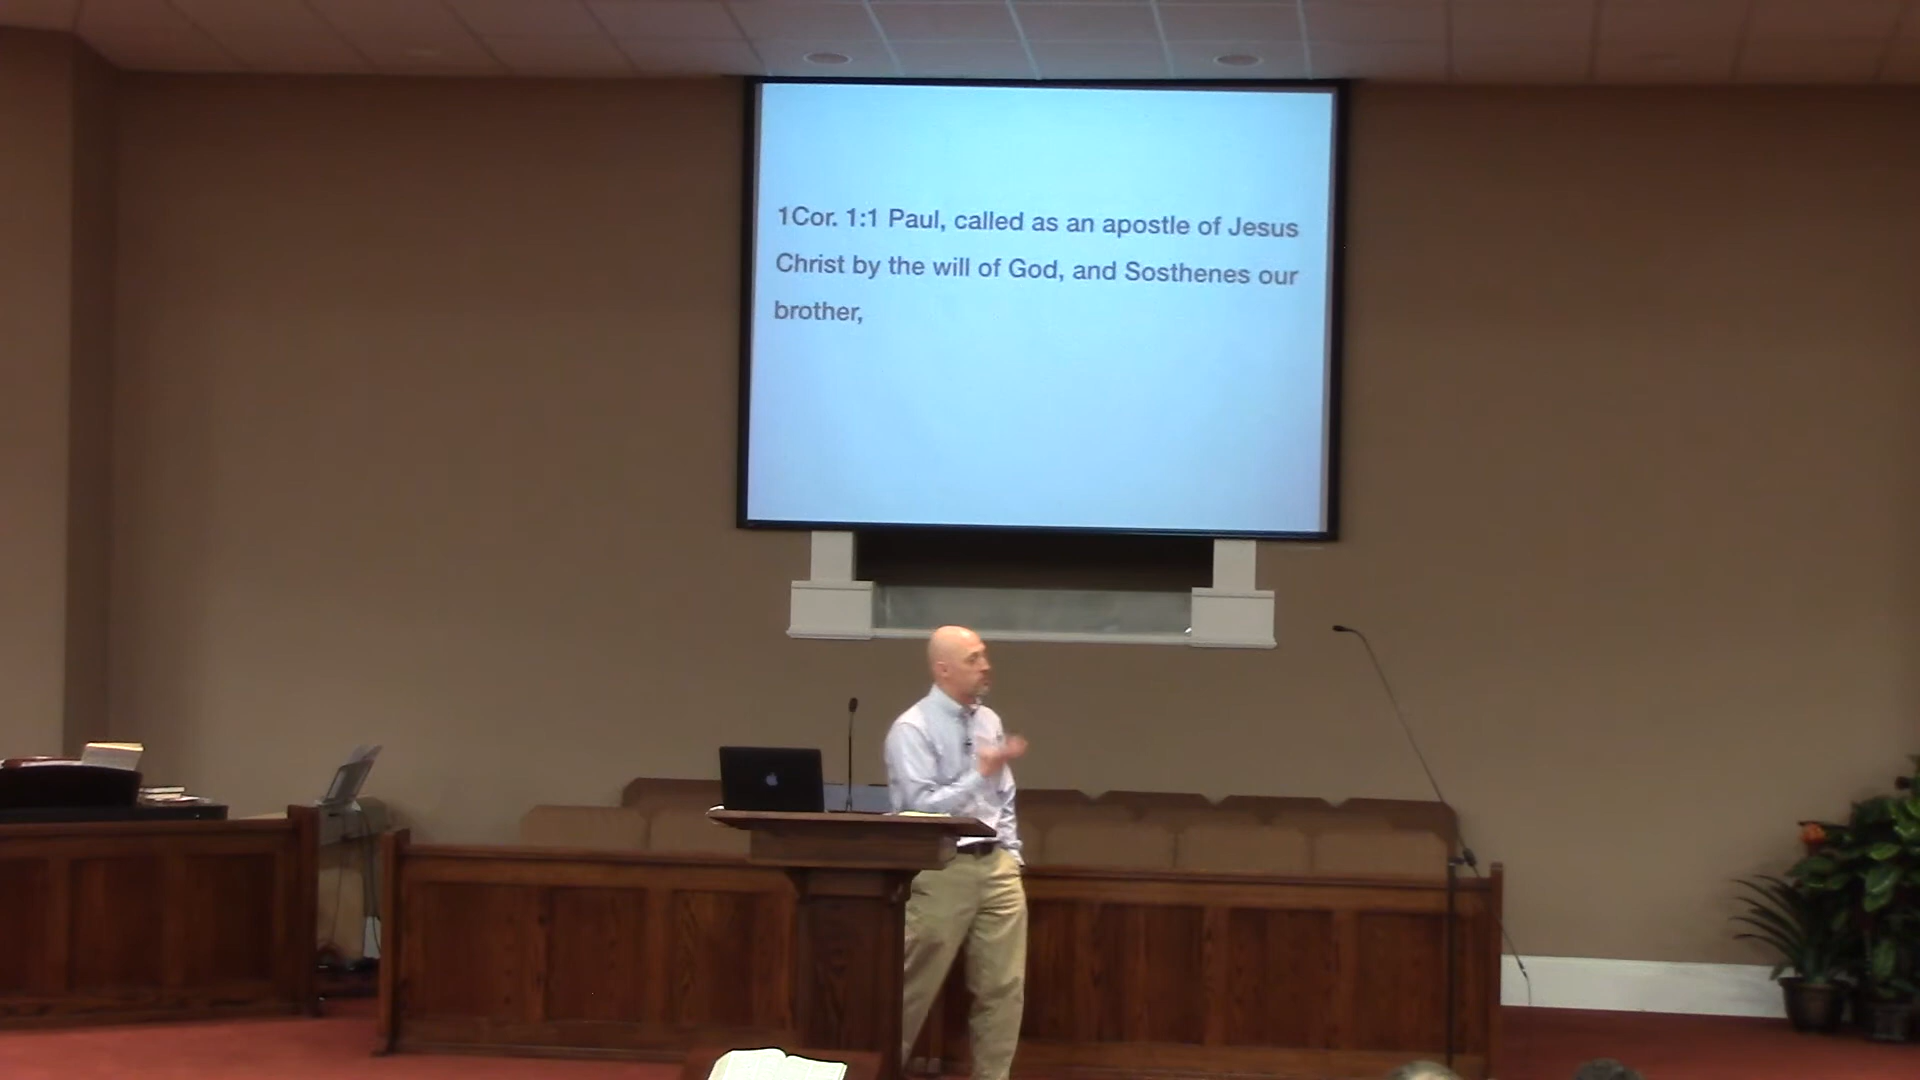 1Cor. 1:1 Paul, called as an apostle of Jesus
Christ by the will of God, and Sosthenes our
brother,